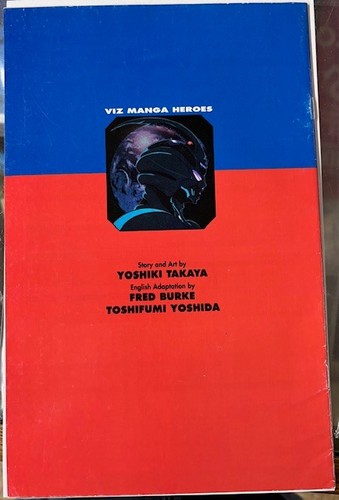 VIZ MANGA HEROES
Story and Art by
YOSHIKI TAKAYA
English Adaptation by
FRED BURKE
TOSHIFUMI YOSHIDA